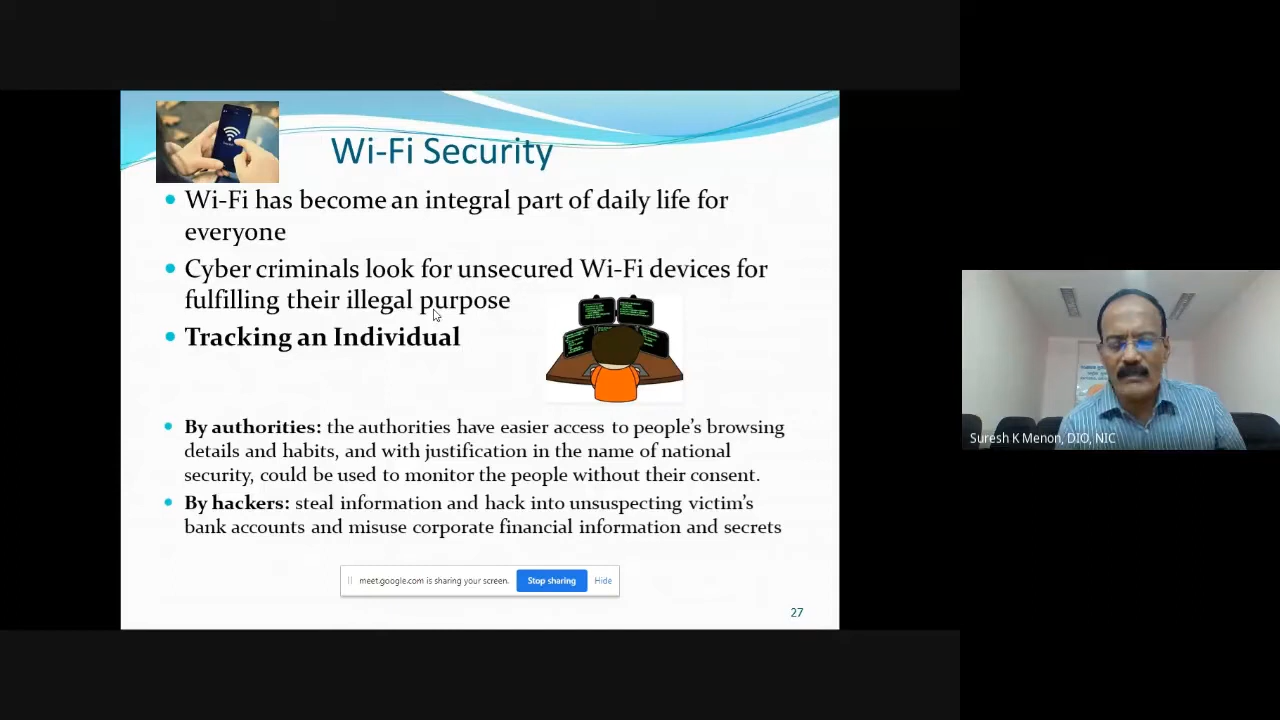 Wi-Fi Security
Wi-Fi has become an integral part of daily life for
everyone
Cyber criminals look for unsecured Wi-Fi devices for
fulfilling their illegal purpose
Tracking an Individual
By authorities: the authorities have easier access to people’s browsing
details and habits, and with justification in the name of national
security, could be used to monitor the people without their consent.
By hackers: steal information and hack into unsuspecting victim’s
bank accounts and misuse corporate financial information and secrets
meet.google.com is sharing your screen. Stop sharing Hide
27
Suresh K Menon, DIO, NIC